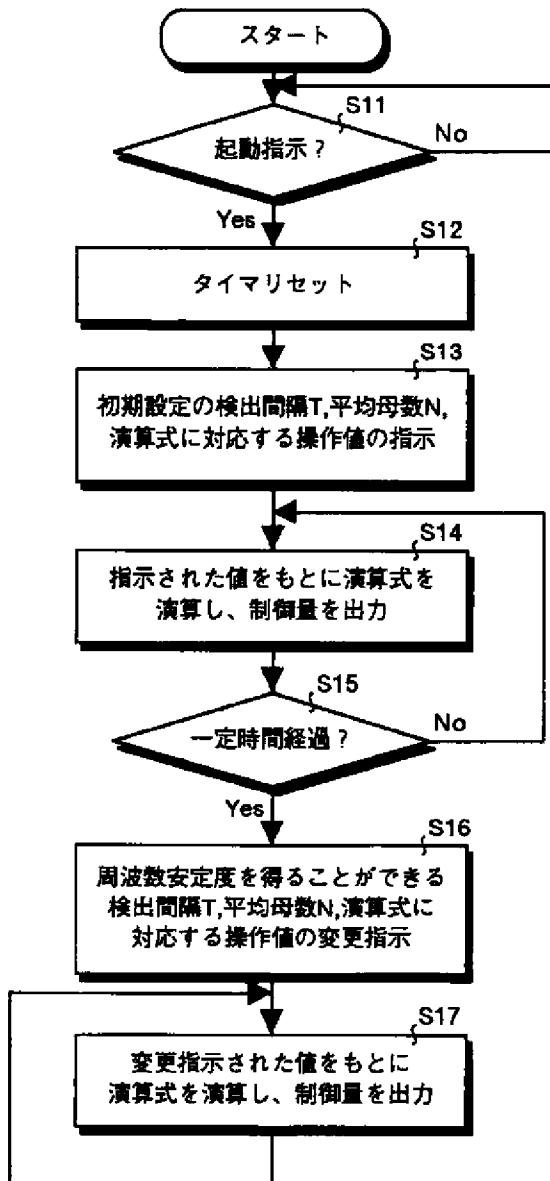 スタート
S11
起動指示？
No
Yes
S12
タイマリセット
S13
初期設定の検出間隔T,平均母数N,
演算式に対応する操作値の指示
S14
指示された値をもとに演算式を
演算し、制御量を出力
S15
一定時間経過？
No
Yes
S16
周波数安定度を得ることができる
検出間隔T,平均母数N,演算式に
対応する操作値の変更指示
S17
変更指示された値をもとに
演算式を演算し、制御量を出力